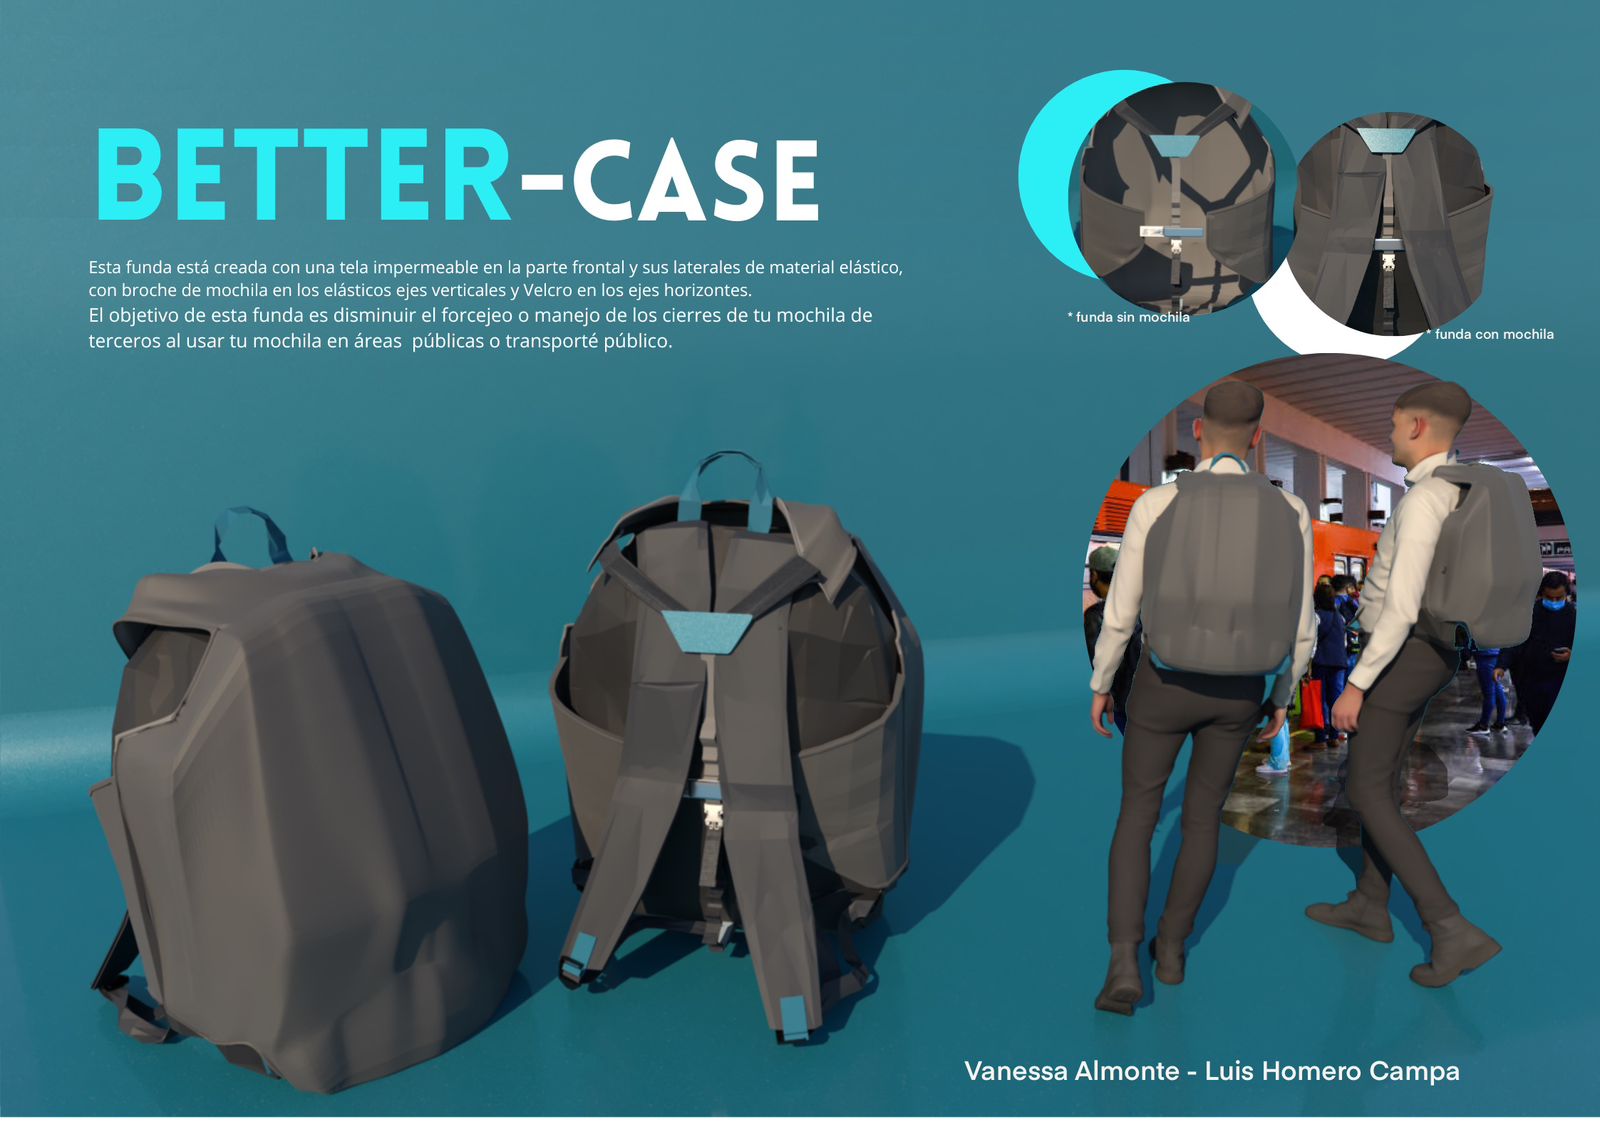 BETTER-CASE
Esta funda está creada con una tela impermeable en la parte frontal y sus laterales de material elástico,
con broche de mochila en los elásticos ejes verticales y Velcro en los ejes horizontes.
El objetivo de esta funda es disminuir el forcejeo o manejo de los cierres de tu mochila de
terceros al usar tu mochila en áreas  públicas o transporté público.
* funda sin mochila
* funda con mochila
Vanessa Almonte - Luis Homero Campa